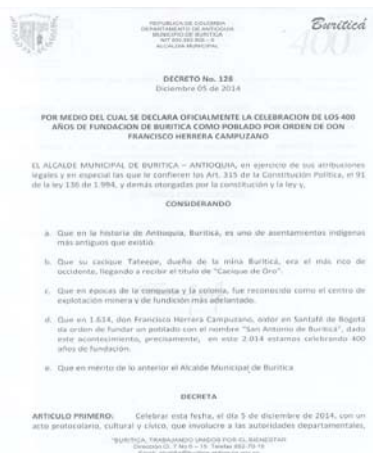 REPUBLICA DE COLOMBIA
DEPARTAMENTO DE ANTIOQUIA
MUNICIPIO DE BURITICA
ALCALDIA MUNICIPAL
Buriticá
400
DECRETO No. 128
Diciembre 05 de 2014
POR MEDIO DEL CUAL SE DECLARA OFICIALMENTE LA CELEBRACION DE LOS 400
AÑOS DE FUNDACION DE BURITICA COMO POBLADO POR ORDEN DE DON
FRANCISCO HERRERA CAMPUZANO
EL ALCALDE MUNICIPAL DE BURITICA – ANTIOQUIA, en ejercicio de sus atribuciones
legales y en especial las que le confieren los Art. 315 de la Constitución Política, el 91
de la ley 136 de 1.994, y demás otorgadas por la constitución y la ley y,
CONSIDERANDO
a. Que en la historia de Antioquia, Buriticá, es uno de asentamientos indígenas
más antiguos que existió.
b. Que su cacique Tateepe, dueño de la mina Buriticá, era el más rico de
occidente, llegando a recibir el título de "Cacique de Oro".
c. Que en épocas de la conquista y la colonia, fue reconocido como el centro de
explotación minera y de fundición más adelantado.
d. Que en 1.614, don Francisco Herrera Campuzano, oidor en Santafé de Bogotá
da orden de fundar un poblado con el nombre "San Antonio de Buriticá", dado
este acontecimiento, precisamente, en este 2.014 estamos celebrando 400
años de fundación.
e. Que en mérito de lo anterior el Alcalde Municipal de Buritica
DECRETA
ARTICULO PRIMERO: Celebrar esta fecha, el día 5 de diciembre de 2014, con un
acto protocolario, cultural y cívico, que involucre a las autoridades departamentales,
"BURITICA, TRABAJANDO UNIDOS POR EL BIENESTAR